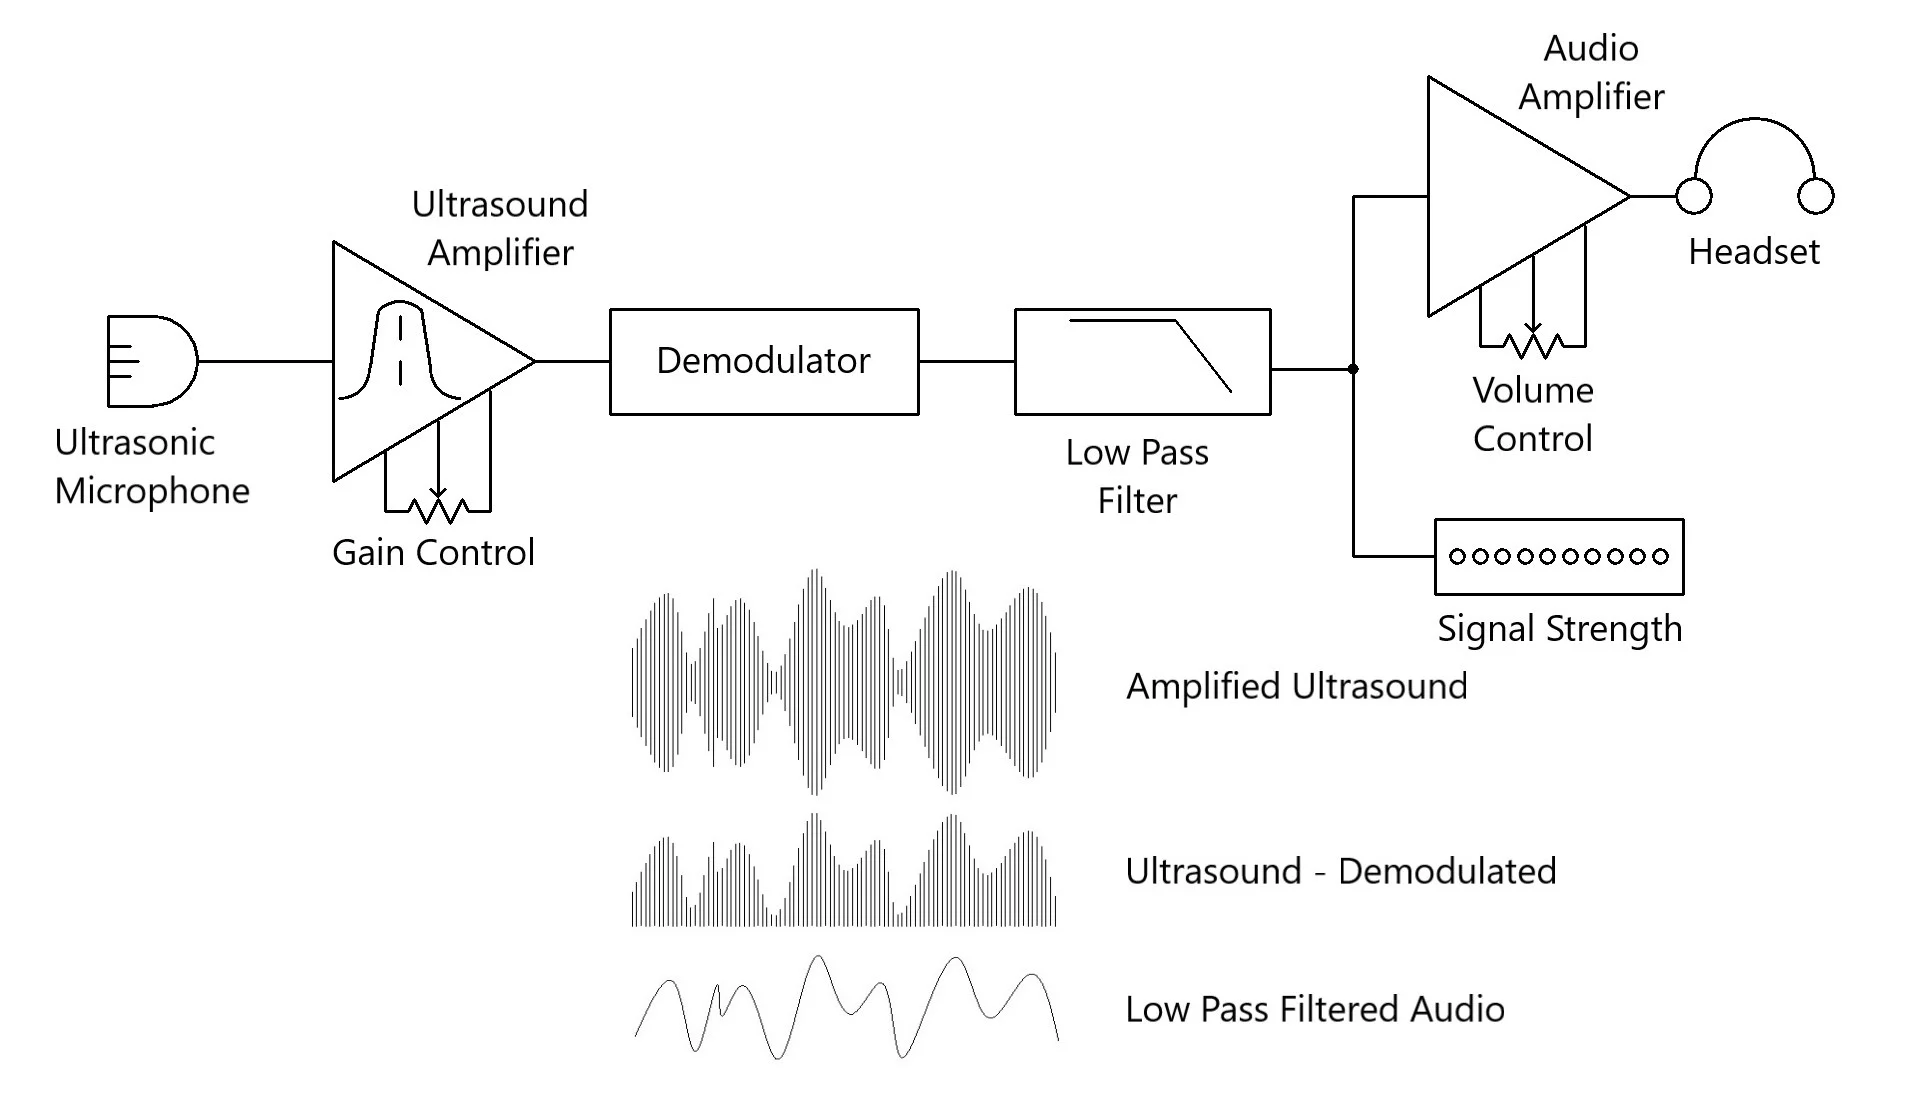 Audio
Amplifier
Ultrasound
Amplifier
Headset
Demodulator
Volume
Control
Ultrasonic
Microphone
Low Pass
Filter
Gain Control
Signal Strength
Amplified Ultrasound
Ultrasound - Demodulated
Low Pass Filtered Audio